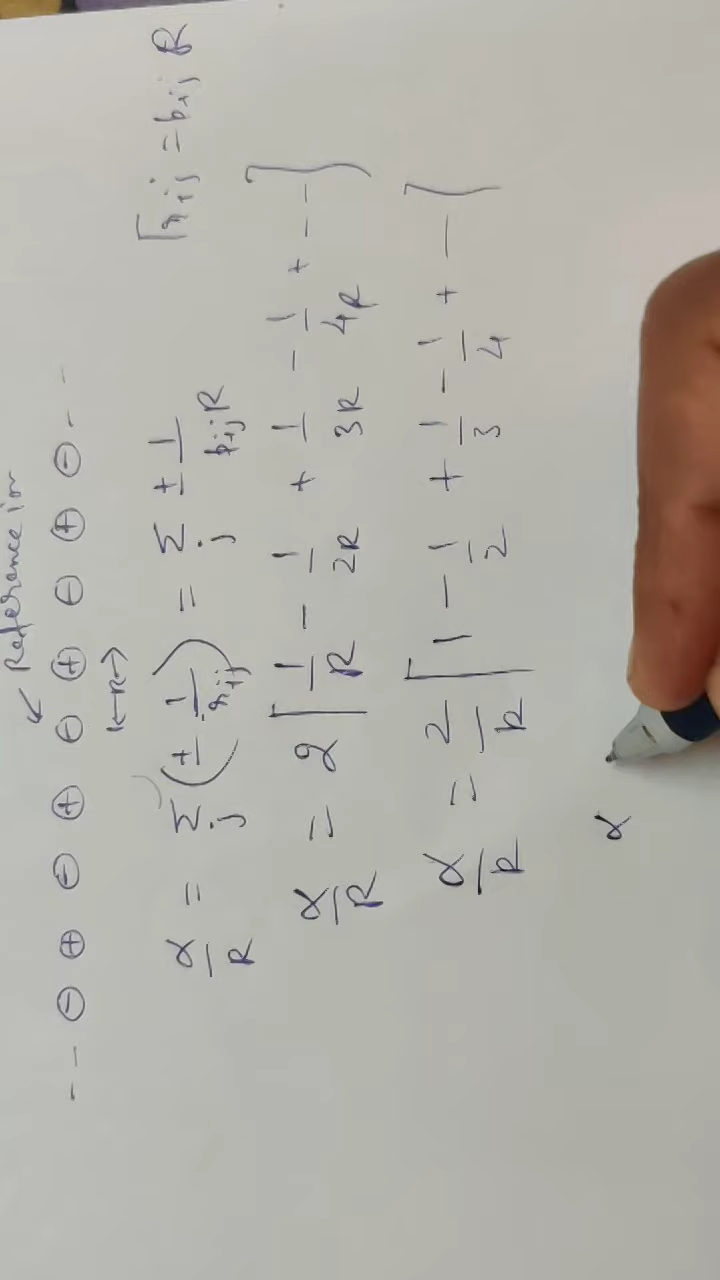 ↙ Reference ion
-- ⊖ ⊕ ⊖ ⊕ ⊖ ⊕ ⊖ ⊕ ⊖ --
|←R→|
α/R = Σ_j (± 1/r_ij) = Σ_j ± 1/(p_ij R) [r_ij = p_ij R
α/R = 2 [1/R - 1/2R + 1/3R - 1/4R + ---}
α/R = 2/R [1 - 1/2 + 1/3 - 1/4 + --}
α